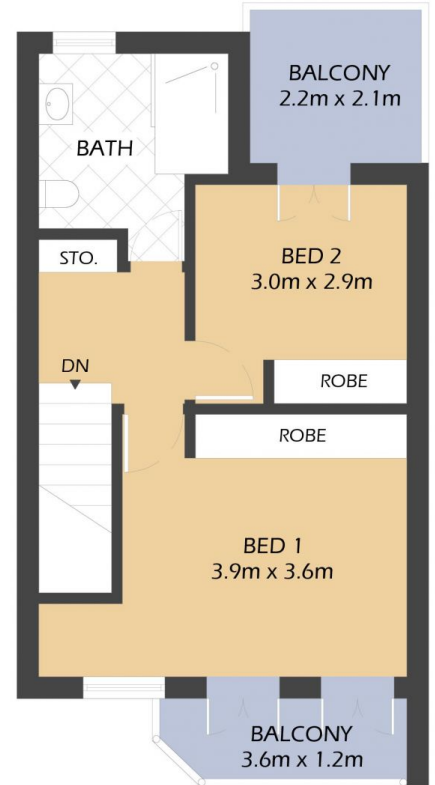 BALCONY
2.2m x 2.1m
BATH
STO.
BED 2
3.0m x 2.9m
DN
ROBE
ROBE
BED 1
3.9m x 3.6m
BALCONY
3.6m x 1.2m